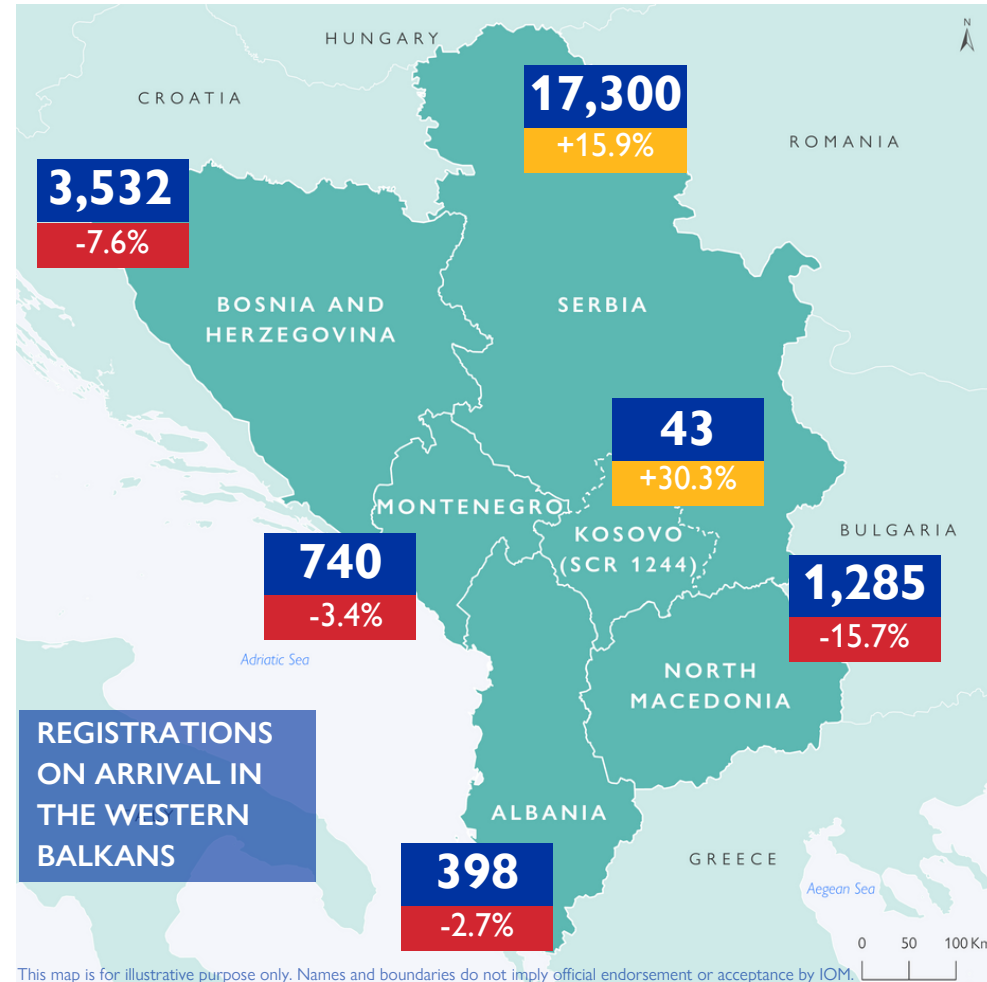 HUNGARY
N
CROATIA
17,300
+15.9%
ROMANIA
3,532
-7.6%
BOSNIA AND
HERZEGOVINA
SERBIA
43
+30.3%
MONTENEGRO
KOSOVO
(SCR 1244)
BULGARIA
740
-3.4%
1,285
-15.7%
Adriatic Sea
NORTH
MACEDONIA
REGISTRATIONS
ON ARRIVAL IN
THE WESTERN
BALKANS
ALBANIA
398
-2.7%
GREECE
Aegean Sea
0 50 100 Km
This map is for illustrative purpose only. Names and boundaries do not imply official endorsement or acceptance by IOM.